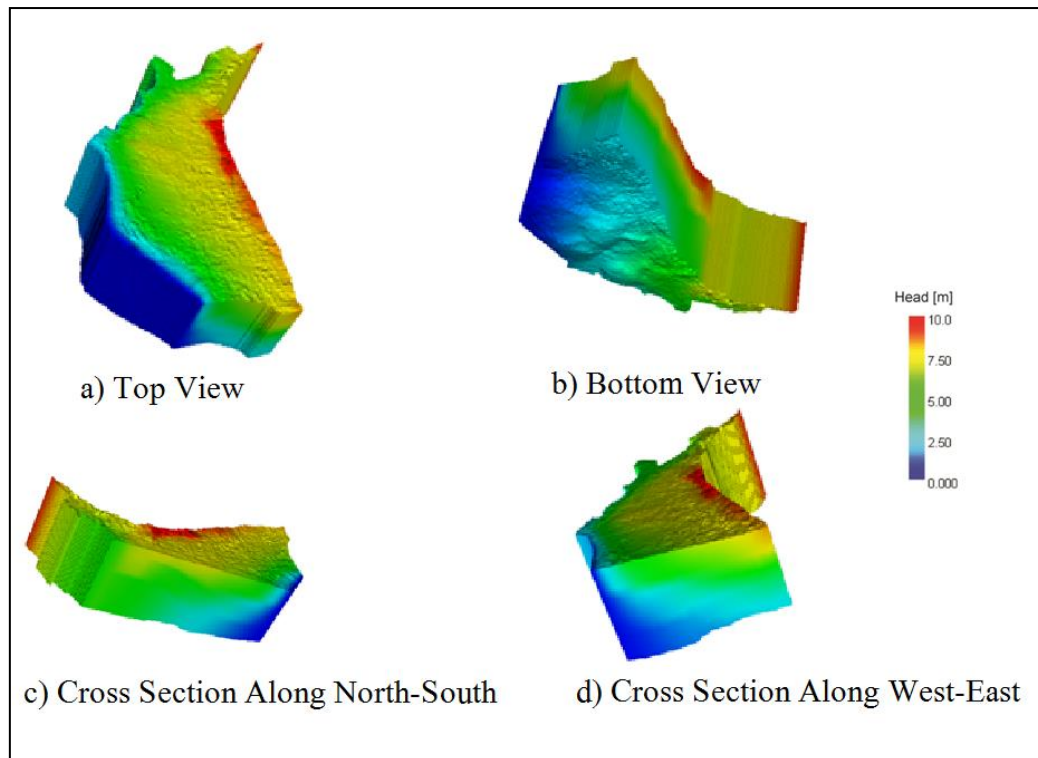 a) Top View
b) Bottom View
Head [m]
10.0
7.50
5.00
2.50
0.000
c) Cross Section Along North-South
d) Cross Section Along West-East